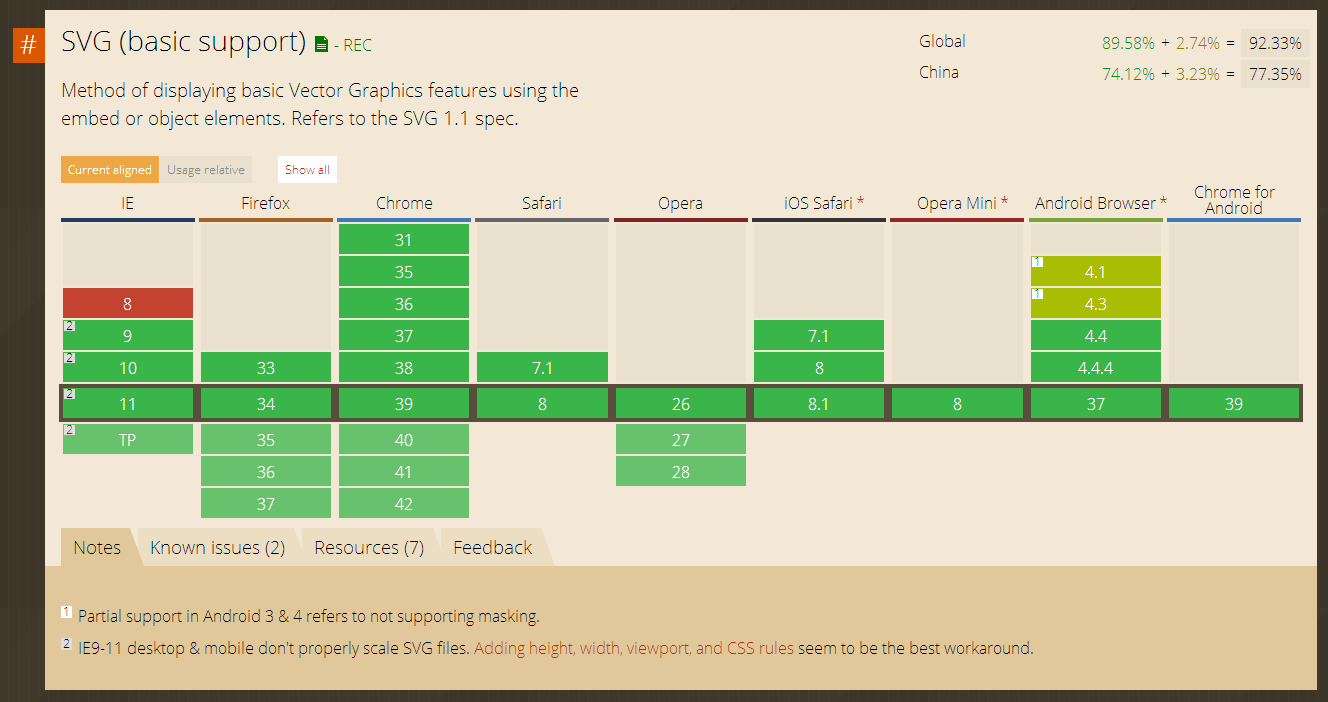 # SVG (basic support) - REC
Global 89.58% + 2.74% = 92.33%
China 74.12% + 3.23% = 77.35%
Method of displaying basic Vector Graphics features using the
embed or object elements. Refers to the SVG 1.1 spec.
Current aligned Usage relative Show all
IE Firefox Chrome Safari Opera iOS Safari * Opera Mini * Android Browser * Chrome for
Android
31
35 1 4.1
8 36 1 4.3
2 9 37 7.1 4.4
2 10 33 38 7.1 8 4.4.4
2 11 34 39 8 26 8.1 8 37 39
2 TP 35 40 27
36 41 28
37 42
Notes Known issues (2) Resources (7) Feedback
1 Partial support in Android 3 & 4 refers to not supporting masking.
2 IE9-11 desktop & mobile don't properly scale SVG files. Adding height, width, viewport, and CSS rules seem to be the best workaround.